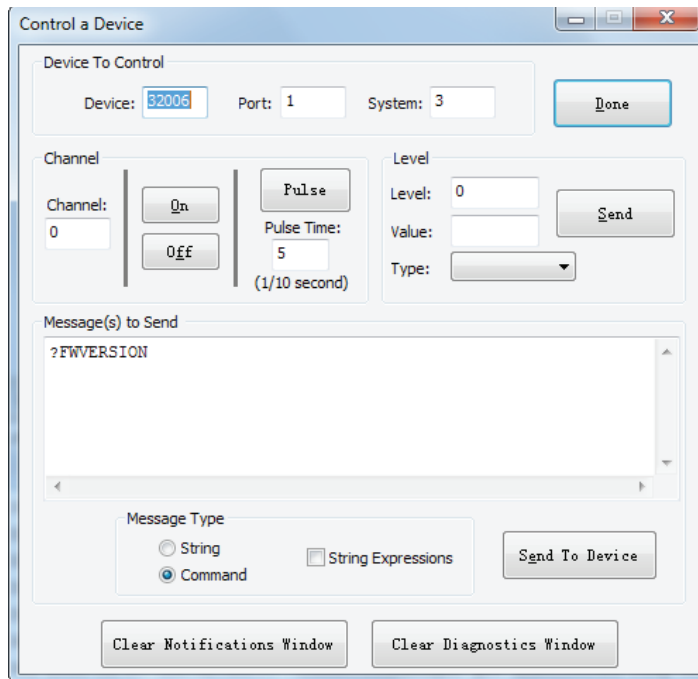 Control a Device
Device To Control
Device: 32006 Port: 1 System: 3 Done
Channel
Channel:
0
On
Off
Pulse
Pulse Time:
5
(1/10 second)
Level
Level: 0
Value:
Type:
Send
Message(s) to Send
?FWVERSION
Message Type
String
Command
String Expressions
Send To Device
Clear Notifications Window Clear Diagnostics Window